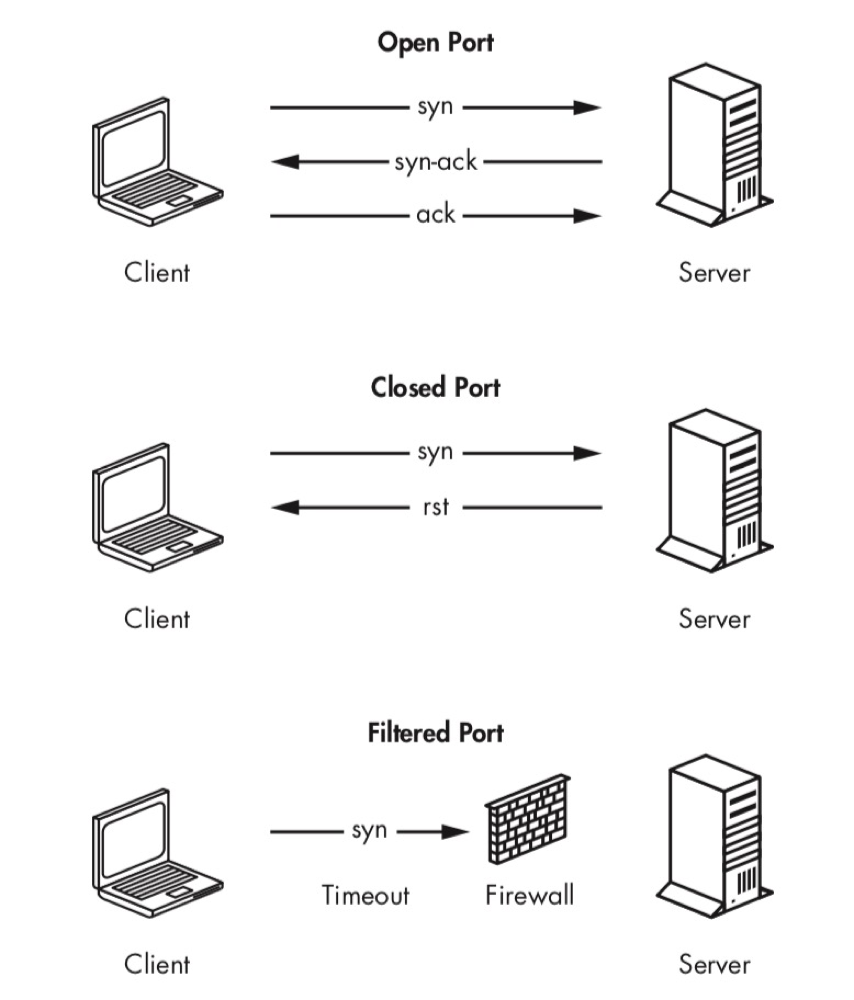 Open Port
syn
syn-ack
ack
Client
Server
Closed Port
syn
rst
Client
Server
Filtered Port
syn
Timeout
Firewall
Client
Server